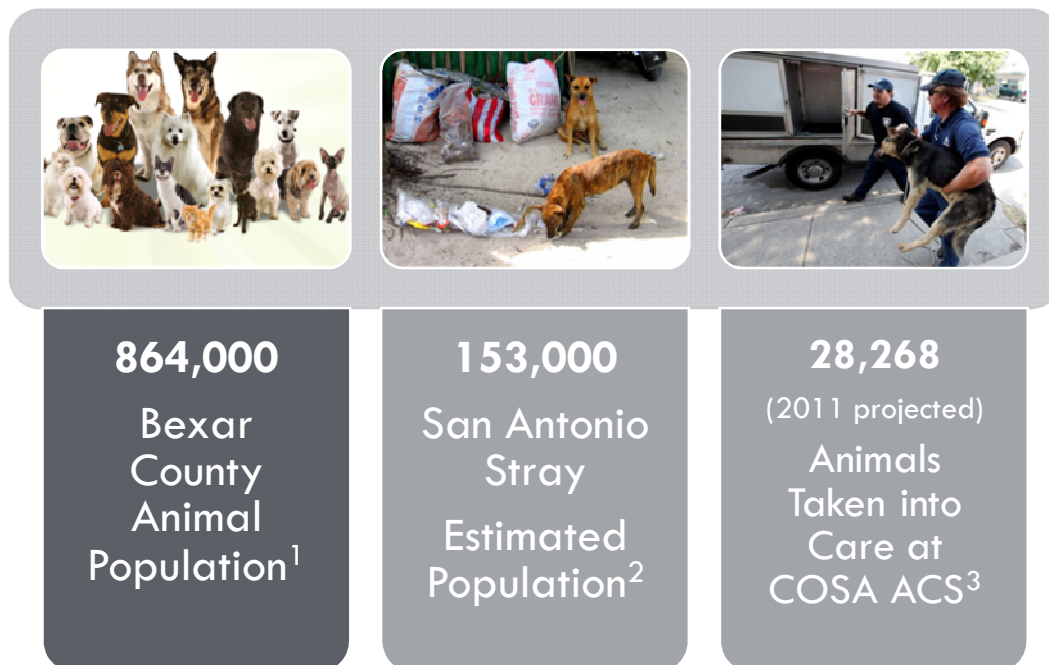 864,000
Bexar
County
Animal
Population¹
153,000
San Antonio
Stray
Estimated
Population²
28,268
(2011 projected)
Animals
Taken into
Care at
COSA ACS³